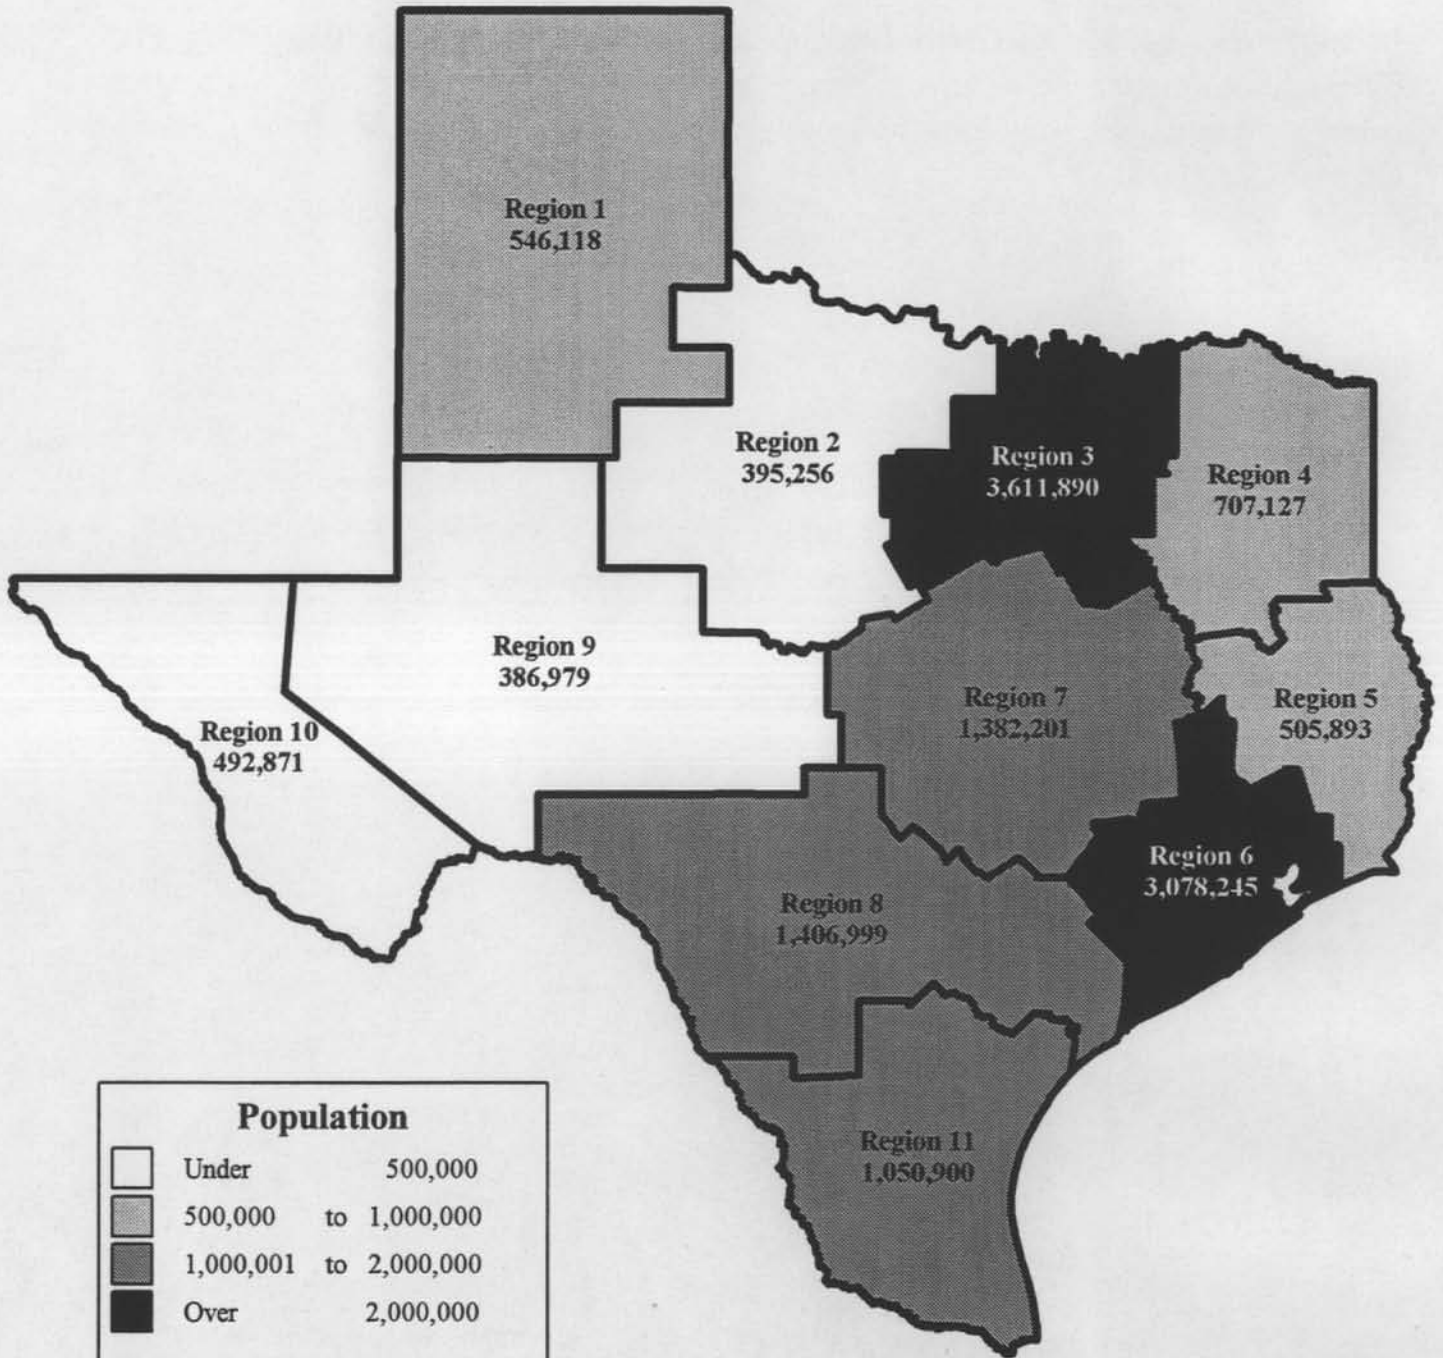 Region 1
546,118
Region 2
395,256
Region 3
3,611,890
Region 4
707,127
Region 9
386,979
Region 7
1,382,201
Region 5
505,893
Region 10
492,871
Region 6
3,078,245
Region 8
1,406,999
Region 11
1,050,900
Population
Under 500,000
500,000 to 1,000,000
1,000,001 to 2,000,000
Over 2,000,000